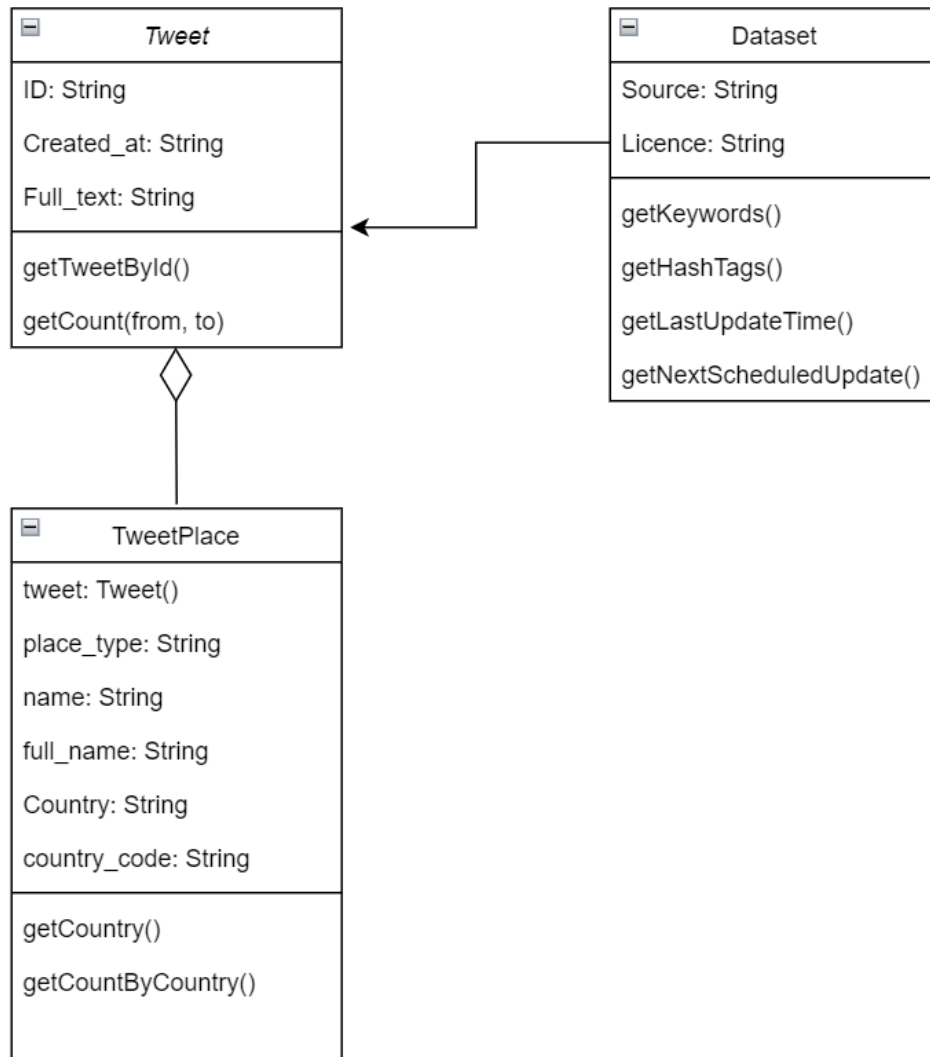 Tweet
ID: String
Created_at: String
Full_text: String
getTweetById()
getCount(from, to)
Dataset
Source: String
Licence: String
getKeywords()
getHashTags()
getLastUpdateTime()
getNextScheduledUpdate()
TweetPlace
tweet: Tweet()
place_type: String
name: String
full_name: String
Country: String
country_code: String
getCountry()
getCountByCountry()